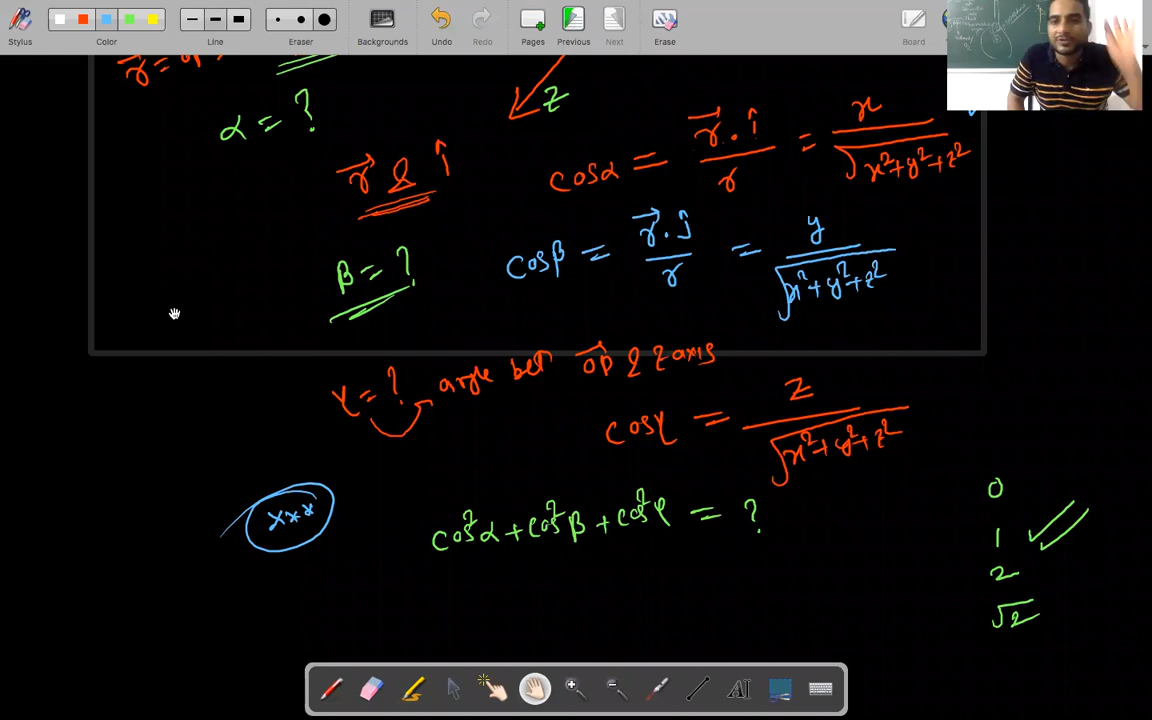 Stylus Color Line Eraser Backgrounds Undo Redo Pages Previous Next Erase Board
α = ?
Z
r⃗ & î
cosα = r⃗.î / r = x / √x²+y²+z²
β = ?
cosβ = r⃗.ĵ / r = y / √x²+y²+z²
γ = ? angle betn OP⃗ & Z axis
cosγ = z / √x²+y²+z²
***
cos²α + cos²β + cos²γ = ?
0
1
2
√2